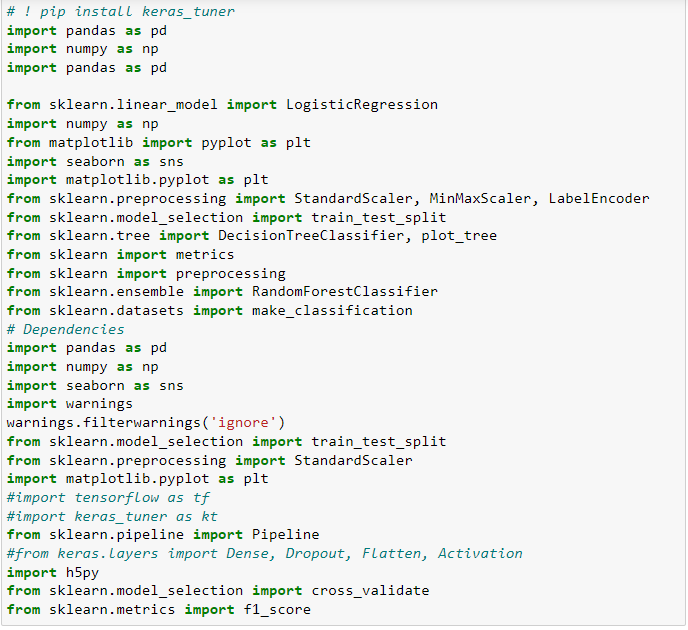 # ! pip install keras_tuner
import pandas as pd
import numpy as np
import pandas as pd
from sklearn.linear_model import LogisticRegression
import numpy as np
from matplotlib import pyplot as plt
import seaborn as sns
import matplotlib.pyplot as plt
from sklearn.preprocessing import StandardScaler, MinMaxScaler, LabelEncoder
from sklearn.model_selection import train_test_split
from sklearn.tree import DecisionTreeClassifier, plot_tree
from sklearn import metrics
from sklearn import preprocessing
from sklearn.ensemble import RandomForestClassifier
from sklearn.datasets import make_classification
# Dependencies
import pandas as pd
import numpy as np
import seaborn as sns
import warnings
warnings.filterwarnings('ignore')
from sklearn.model_selection import train_test_split
from sklearn.preprocessing import StandardScaler
import matplotlib.pyplot as plt
#import tensorflow as tf
#import keras_tuner as kt
from sklearn.pipeline import Pipeline
#from keras.layers import Dense, Dropout, Flatten, Activation
import h5py
from sklearn.model_selection import cross_validate
from sklearn.metrics import f1_score